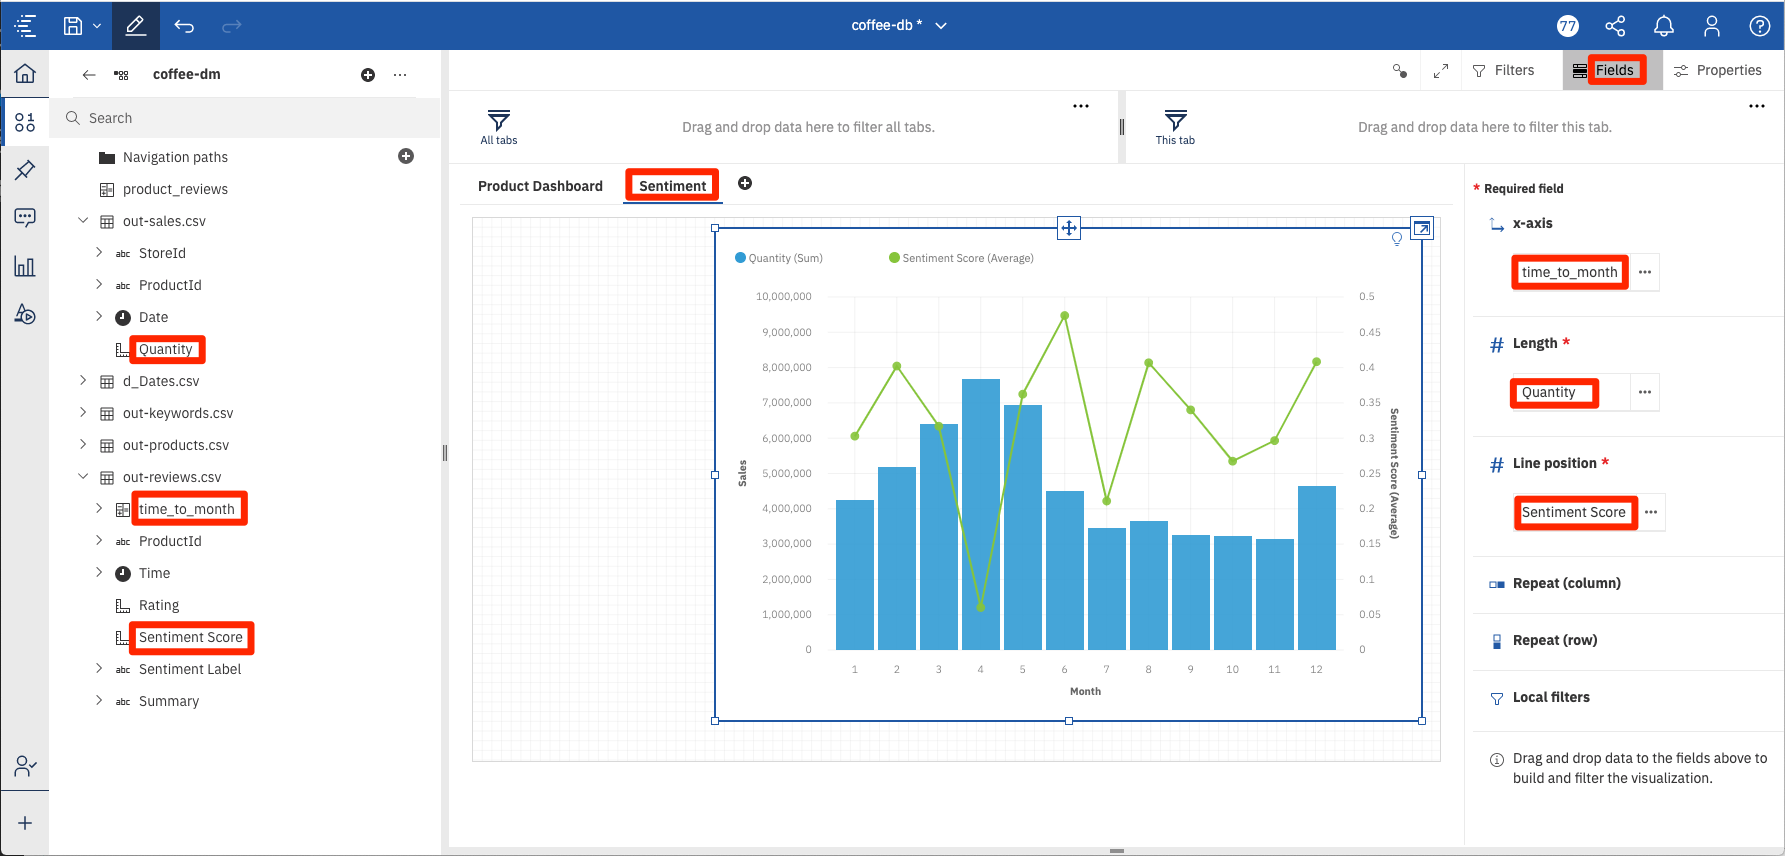 coffee-db *
77
coffee-dm
Search
Navigation paths
product_reviews
out-sales.csv
abc StoreId
abc ProductId
Date
Quantity
d_Dates.csv
out-keywords.csv
out-products.csv
out-reviews.csv
time_to_month
abc ProductId
Time
Rating
Sentiment Score
abc Sentiment Label
abc Summary
Filters
Fields
Properties
All tabs
Drag and drop data here to filter all tabs.
This tab
Drag and drop data here to filter this tab.
Product Dashboard
Sentiment
Quantity (Sum)
Sentiment Score (Average)
10,000,000
9,000,000
8,000,000
7,000,000
6,000,000
5,000,000
4,000,000
3,000,000
2,000,000
1,000,000
0
Sales
0.5
0.45
0.4
0.35
0.3
0.25
0.2
0.15
0.1
0.05
0
Sentiment Score (Average)
1 2 3 4 5 6 7 8 9 10 11 12
Month
* Required field
x-axis
time_to_month
# Length *
Quantity
# Line position *
Sentiment Score
Repeat (column)
Repeat (row)
Local filters
Drag and drop data to the fields above to
build and filter the visualization.